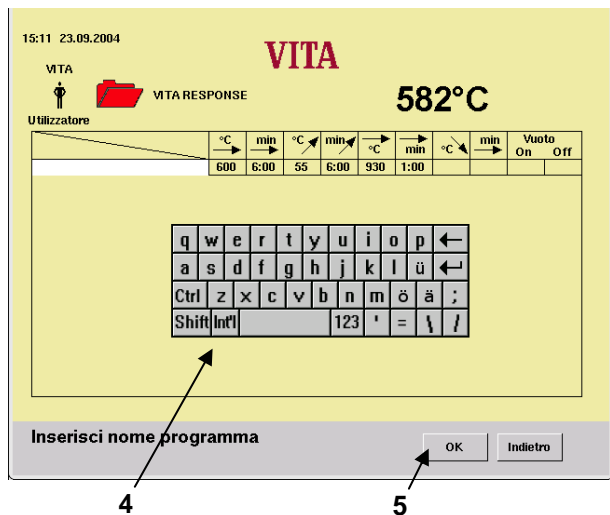 15:11 23.09.2004
VITA
VITA
VITA RESPONSE
582°C
Utilizzatore
°C min °C min °C min °C min Vuoto
On Off
600 6:00 55 6:00 930 1:00
q w e r t y u i o p ←
a s d f g h j k l ü ↵
Ctrl z x c v b n m ö ä ;
Shift Int'l 123 ' = \ /
Inserisci nome programma
OK Indietro
4 5